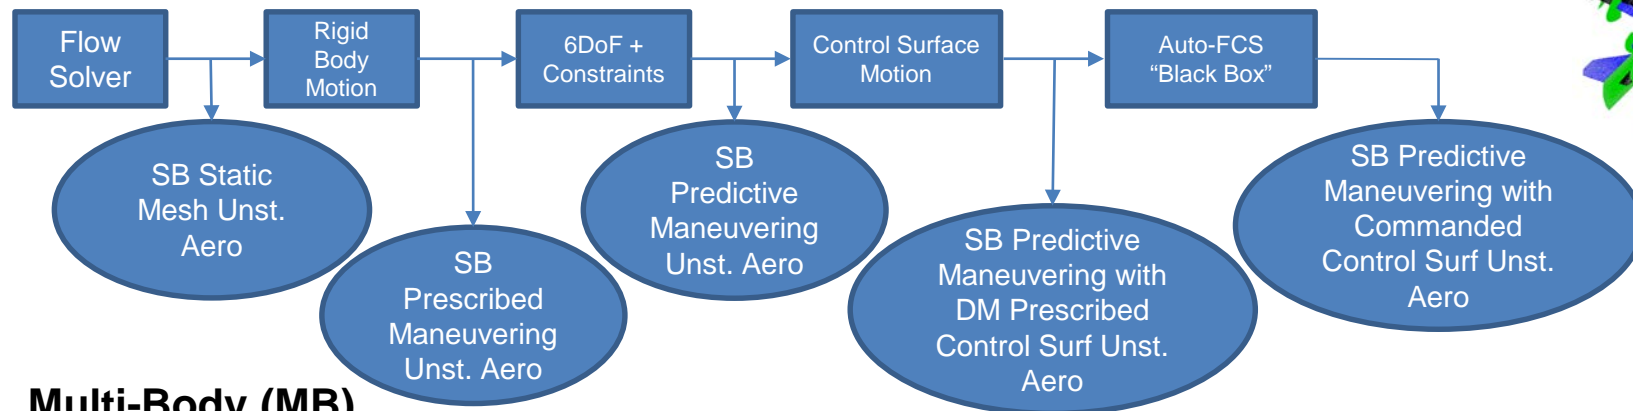 Flow
Solver
Rigid
Body
Motion
6DoF +
Constraints
Control Surface
Motion
Auto-FCS
“Black Box”
SB Static
Mesh Unst.
Aero
SB
Prescribed
Maneuvering
Unst. Aero
SB
Predictive
Maneuvering
Unst. Aero
SB Predictive
Maneuvering with
DM Prescribed
Control Surf Unst.
Aero
SB Predictive
Maneuvering with
Commanded
Control Surf Unst.
Aero
Multi-Body (MB)